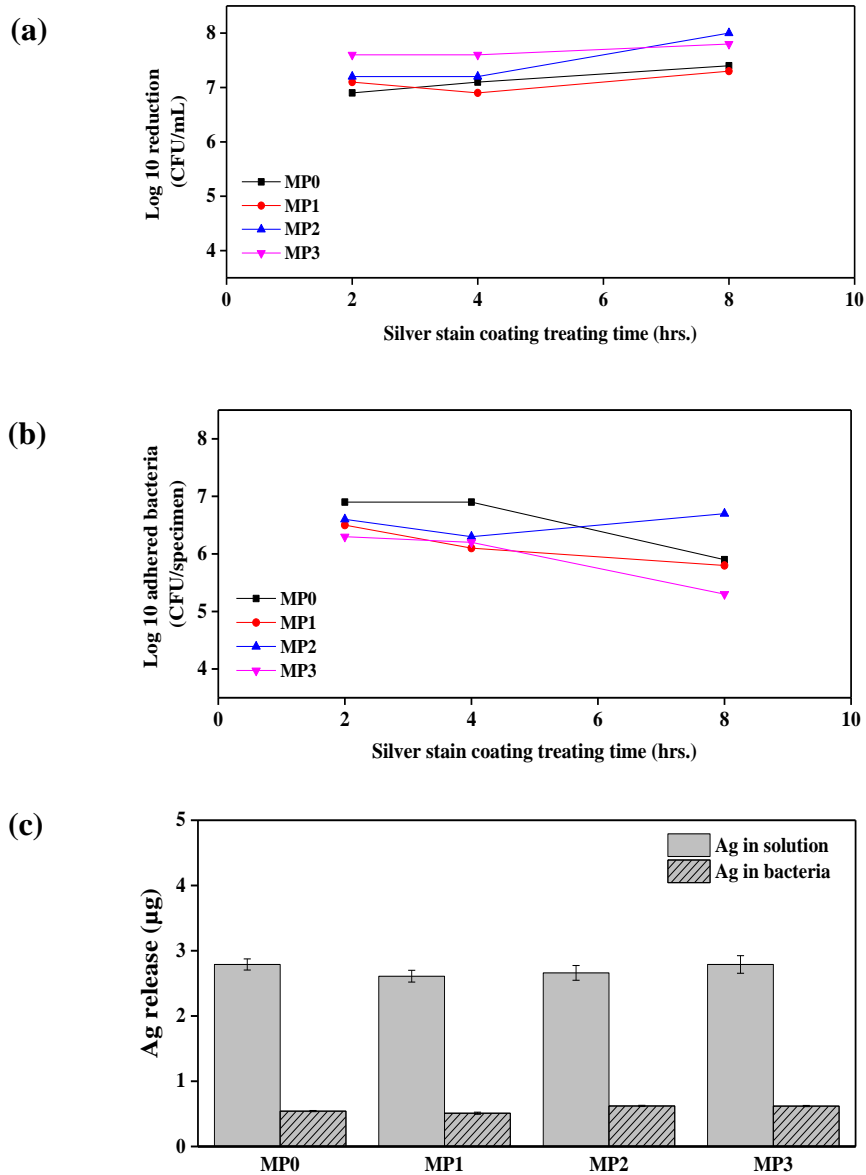 (a)
8
7
6
5
4
Log 10 reduction
(CFU/mL)
MP0
MP1
MP2
MP3
0
2
4
6
8
10
Silver stain coating treating time (hrs.)
(b)
8
7
6
5
4
Log 10 adhered bacteria
(CFU/specimen)
MP0
MP1
MP2
MP3
0
2
4
6
8
10
Silver stain coating treating time (hrs.)
(c)
5
4
3
2
1
0
Ag release (µg)
Ag in solution
Ag in bacteria
MP0
MP1
MP2
MP3